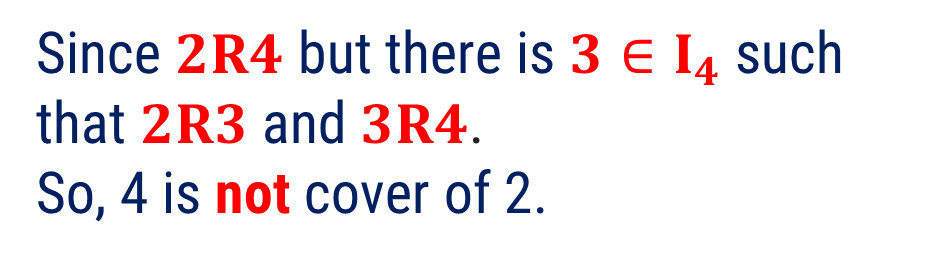 Since 2R4 but there is 3 ∈ I₄ such
that 2R3 and 3R4.
So, 4 is not cover of 2.